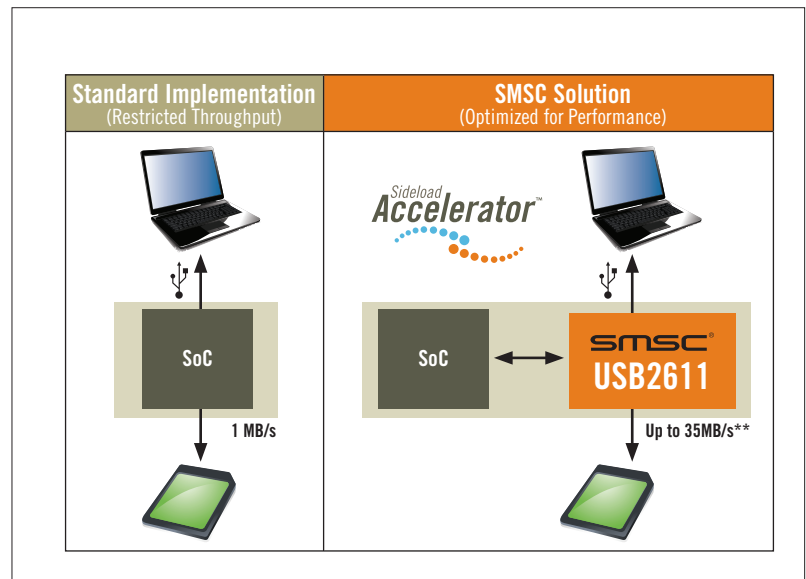 Standard Implementation
(Restricted Throughput)
SMSC Solution
(Optimized for Performance)
Sideload
Accelerator™
SoC
1 MB/s
SoC
smsc®
USB2611
Up to 35MB/s**